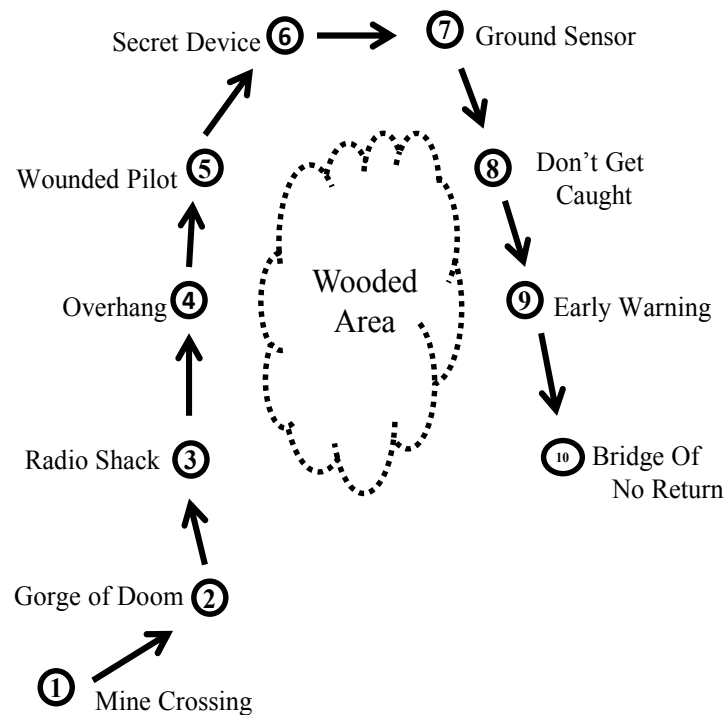 Secret Device
6
7
Ground Sensor
Wounded Pilot
5
8
Don't Get
Caught
Wooded
Area
Overhang
4
9
Early Warning
Radio Shack
3
10
Bridge Of
No Return
Gorge of Doom
2
1
Mine Crossing